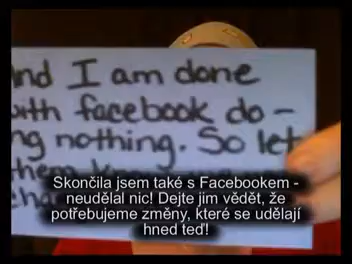 And I am done
with facebook do-
ng nothing. So let
Skončila jsem také s Facebookem -
neudělal nic! Dejte jim vědět, že
potřebujeme změny, které se udělají
hned teď!